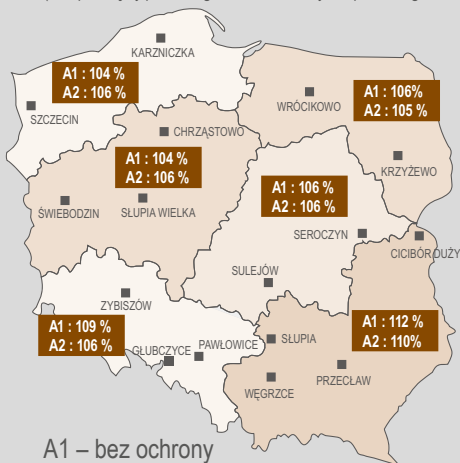 KARZNICZKA
A1 : 104 %
A2 : 106 %
SZCZECIN
WRÓCIKOWO
A1 : 106%
A2 : 105 %
CHRZĄSTOWO
A1 : 104 %
A2 : 106 %
KRZYŻEWO
ŚWIEBODZIN
SŁUPIA WIELKA
A1 : 106 %
A2 : 106 %
SEROCZYN
CICIBÓR DUŻY
SULEJÓW
ZYBISZÓW
A1 : 109 %
A2 : 106 %
GŁUBCZYCE
PAWŁOWICE
SŁUPIA
A1 : 112 %
A2 : 110%
WĘGRZCE
PRZECŁAW
A1 – bez ochrony